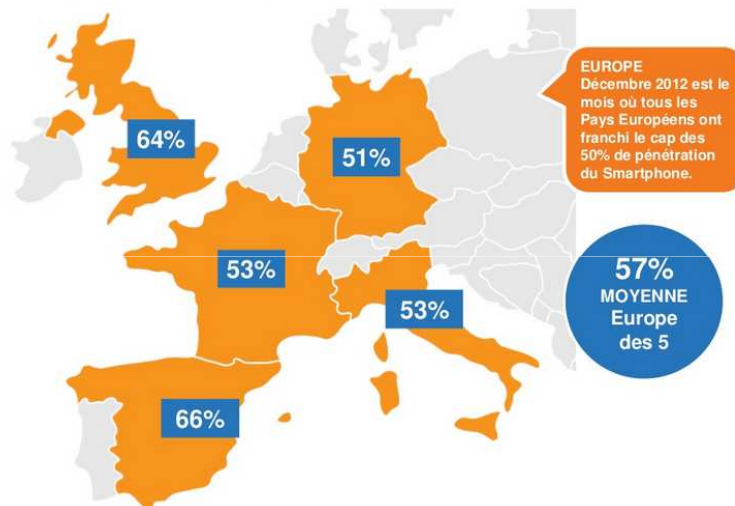 EUROPE
Décembre 2012 est le
mois où tous les
Pays Européens ont
franchi le cap des
50% de pénétration
du Smartphone.
64%
51%
53%
53%
66%
57%
MOYENNE
Europe
des 5